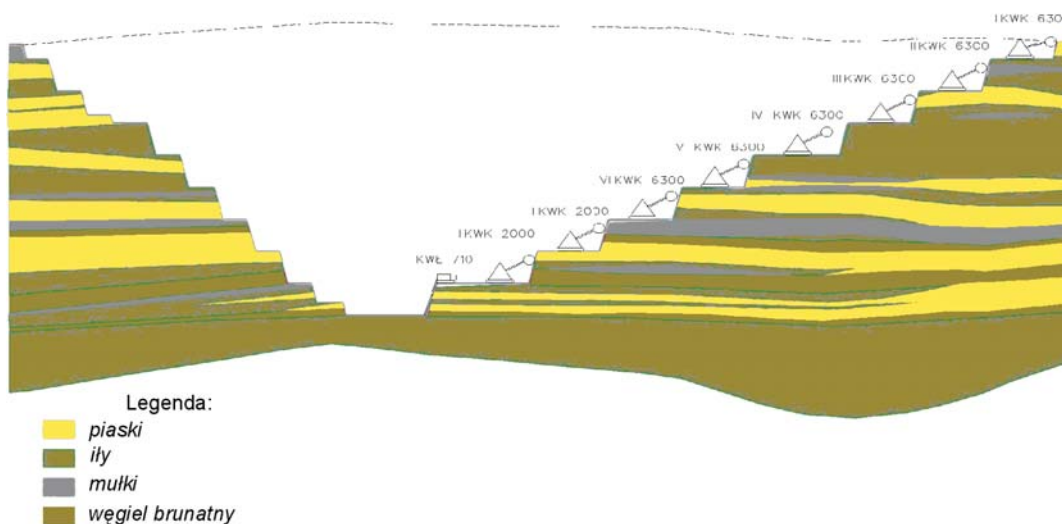 I KWK 630
II KWK 6300
III KWK 6300
IV KWK 6300
V KWK 6300
VI KWK 6300
I KWK 2000
I KWK 2000
KWŁ 710
Legenda:
piaski
iły
mułki
węgiel brunatny